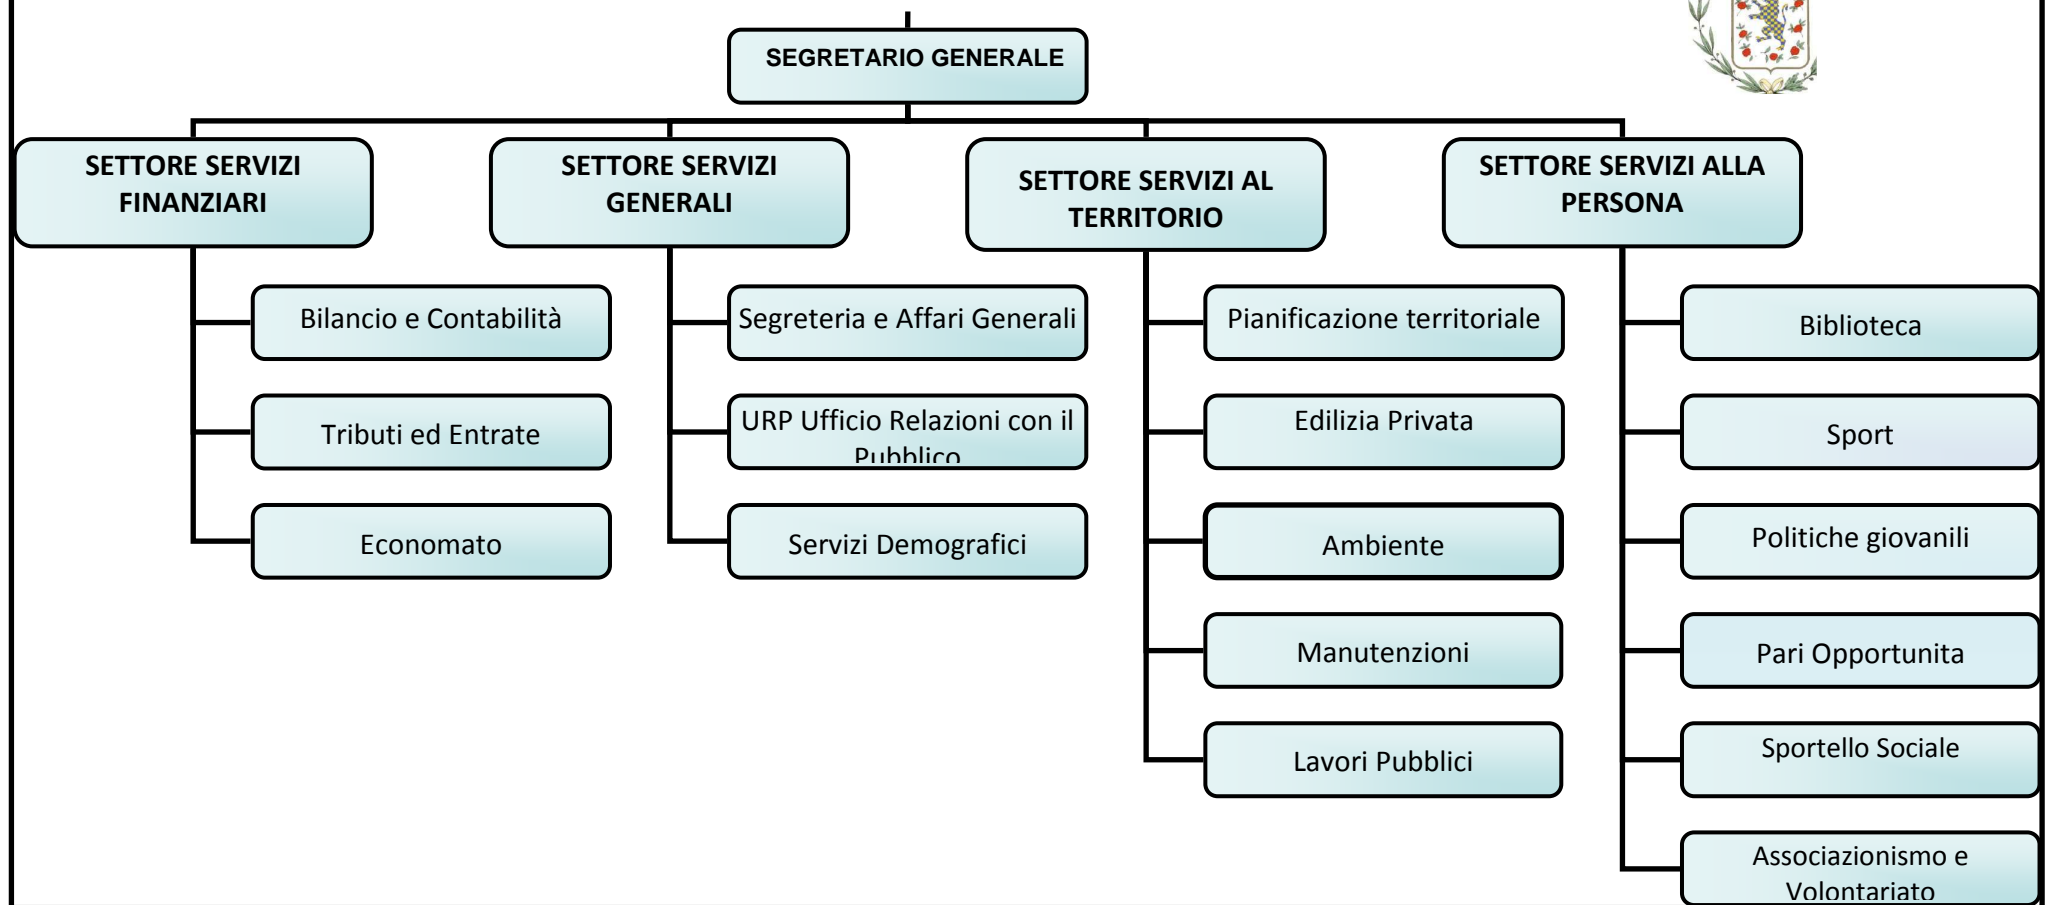 SEGRETARIO GENERALE
SETTORE SERVIZI
FINANZIARI
Bilancio e Contabilità
Tributi ed Entrate
Economato
SETTORE SERVIZI
GENERALI
Segreteria e Affari Generali
URP Ufficio Relazioni con il
Pubblico
Servizi Demografici
SETTORE SERVIZI AL
TERRITORIO
Pianificazione territoriale
Edilizia Privata
Ambiente
Manutenzioni
Lavori Pubblici
SETTORE SERVIZI ALLA
PERSONA
Biblioteca
Sport
Politiche giovanili
Pari Opportunita
Sportello Sociale
Associazionismo e
Volontariato